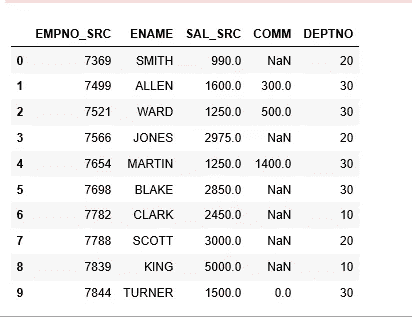 EMPNO_SRC ENAME SAL_SRC COMM DEPTNO
0 7369 SMITH 990.0 NaN 20
1 7499 ALLEN 1600.0 300.0 30
2 7521 WARD 1250.0 500.0 30
3 7566 JONES 2975.0 NaN 20
4 7654 MARTIN 1250.0 1400.0 30
5 7698 BLAKE 2850.0 NaN 30
6 7782 CLARK 2450.0 NaN 10
7 7788 SCOTT 3000.0 NaN 20
8 7839 KING 5000.0 NaN 10
9 7844 TURNER 1500.0 0.0 30